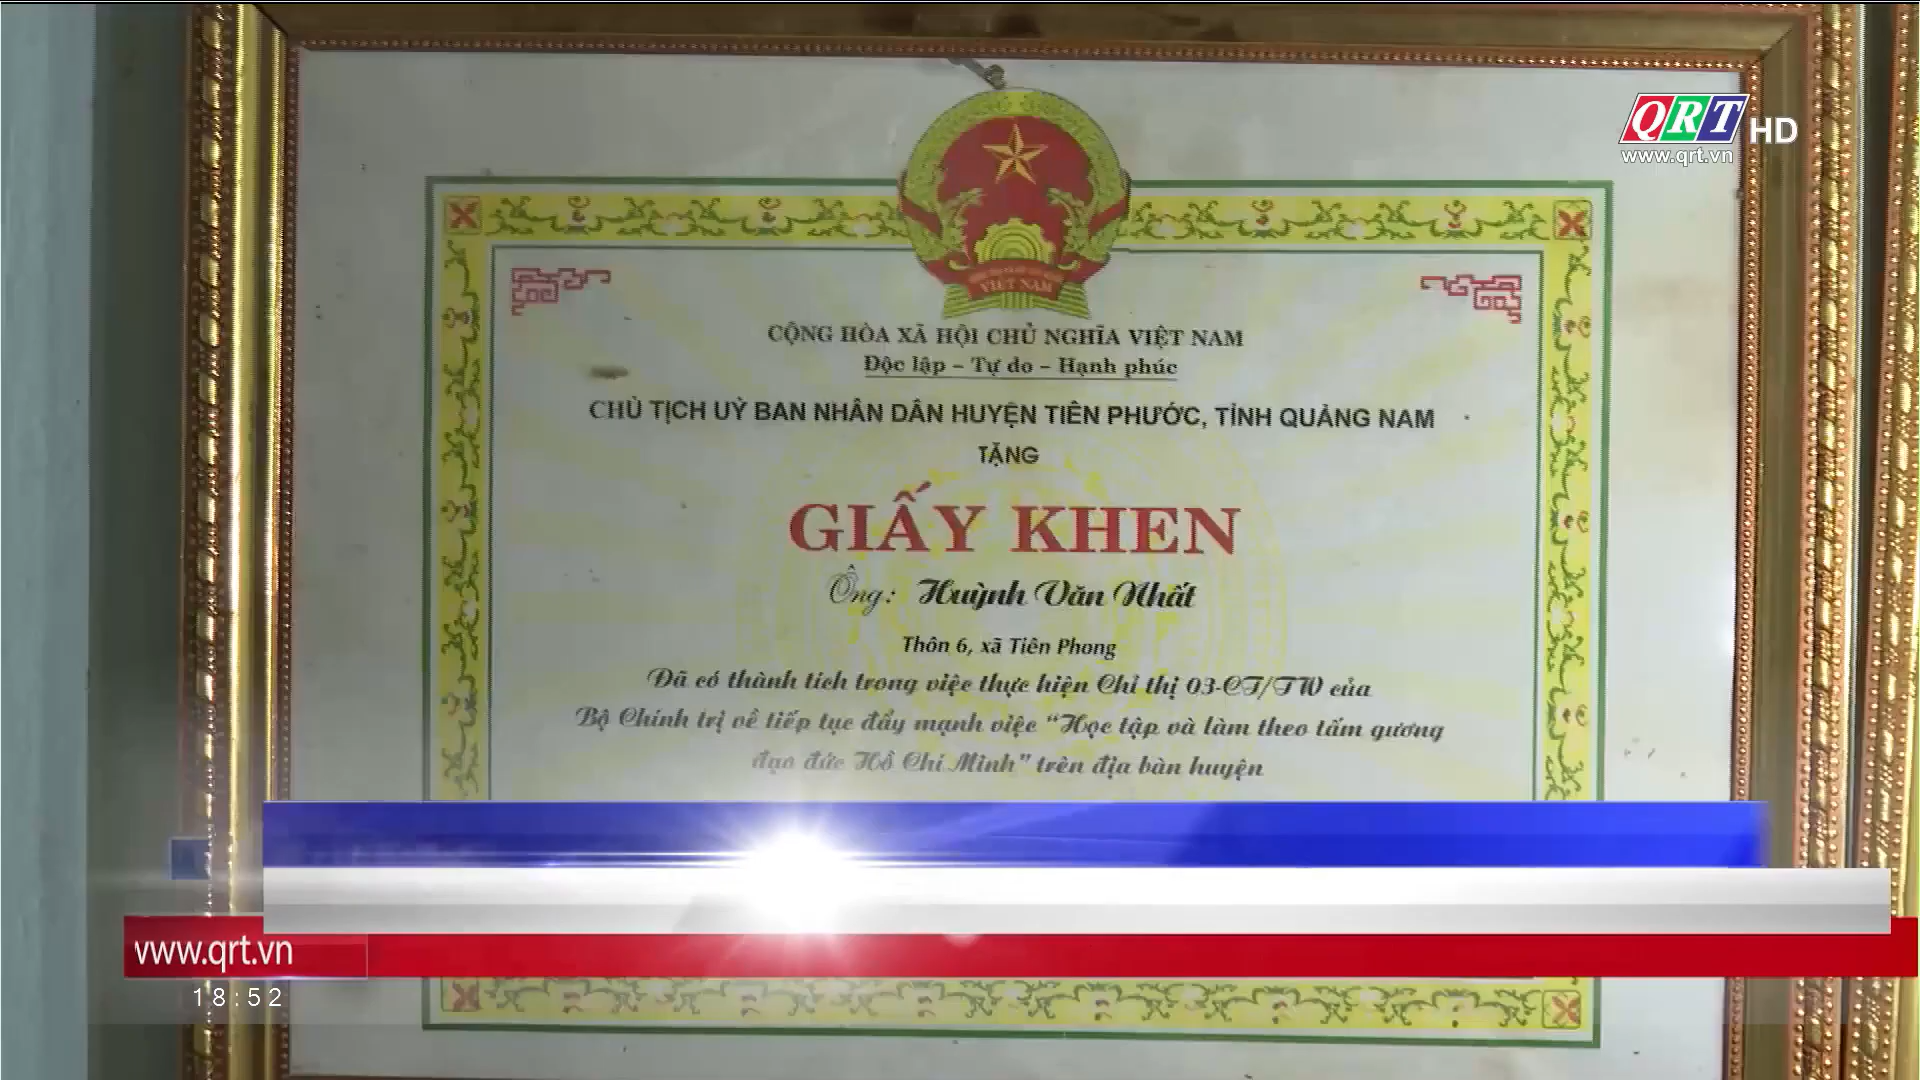 QRT HD
www.qrt.vn
VIỆT NAM
CỘNG HÒA XÃ HỘI CHỦ NGHĨA VIỆT NAM
Độc lập – Tự do – Hạnh phúc
CHỦ TỊCH UỶ BAN NHÂN DÂN HUYỆN TIÊN PHƯỚC, TỈNH QUẢNG NAM
TẶNG
GIẤY KHEN
Ông: Huỳnh Văn Nhất
Thôn 6, xã Tiên Phong
Đã có thành tích trong việc thực hiện Chỉ thị 03-CT/TW của
Bộ Chính trị về tiếp tục đẩy mạnh việc “Học tập và làm theo tấm gương
đạo đức Hồ Chí Minh” trên địa bàn huyện
www.qrt.vn
18:52